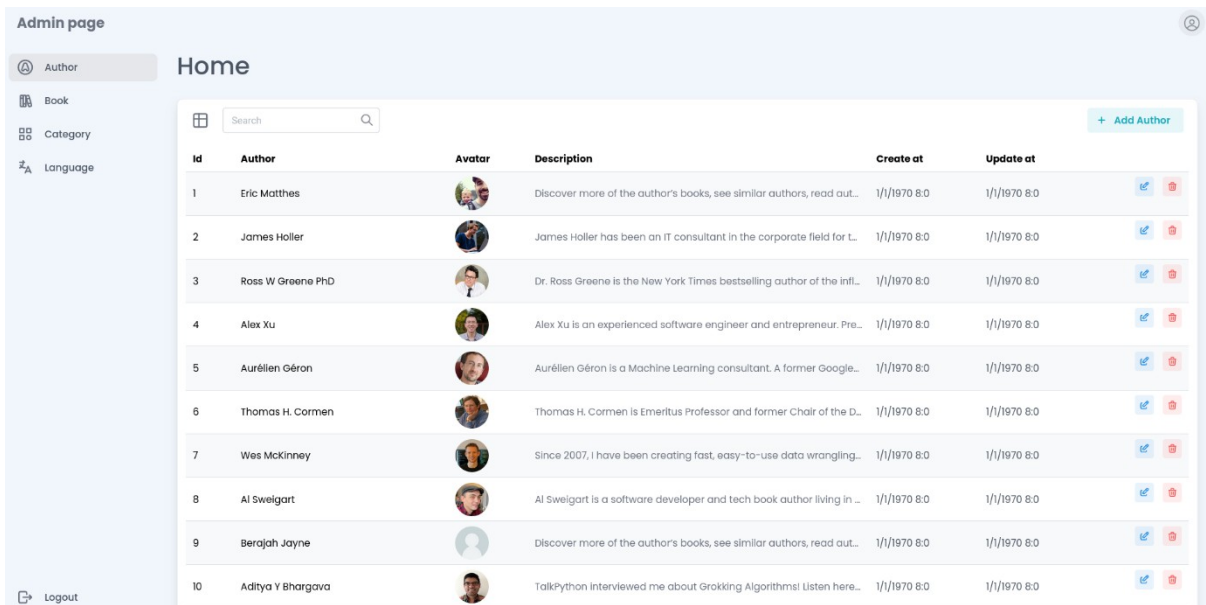 Admin page
Author
Book
Category
Language
Logout
Home
Search
+ Add Author
Id Author Avatar Description Create at Update at
1 Eric Matthes Discover more of the author's books, see similar authors, read aut... 1/1/1970 8:0 1/1/1970 8:0
2 James Holler James Holler has been an IT consultant in the corporate field for t... 1/1/1970 8:0 1/1/1970 8:0
3 Ross W Greene PhD Dr. Ross Greene is the New York Times bestselling author of the infl... 1/1/1970 8:0 1/1/1970 8:0
4 Alex Xu Alex Xu is an experienced software engineer and entrepreneur. Pre... 1/1/1970 8:0 1/1/1970 8:0
5 Aurélien Géron Aurélien Géron is a Machine Learning consultant. A former Google... 1/1/1970 8:0 1/1/1970 8:0
6 Thomas H. Cormen Thomas H. Cormen is Emeritus Professor and former Chair of the D... 1/1/1970 8:0 1/1/1970 8:0
7 Wes McKinney Since 2007, I have been creating fast, easy-to-use data wrangling... 1/1/1970 8:0 1/1/1970 8:0
8 Al Sweigart Al Sweigart is a software developer and tech book author living in ... 1/1/1970 8:0 1/1/1970 8:0
9 Berajah Jayne Discover more of the author's books, see similar authors, read aut... 1/1/1970 8:0 1/1/1970 8:0
10 Aditya Y Bhargava TalkPython interviewed me about Grokking Algorithms! Listen here... 1/1/1970 8:0 1/1/1970 8:0